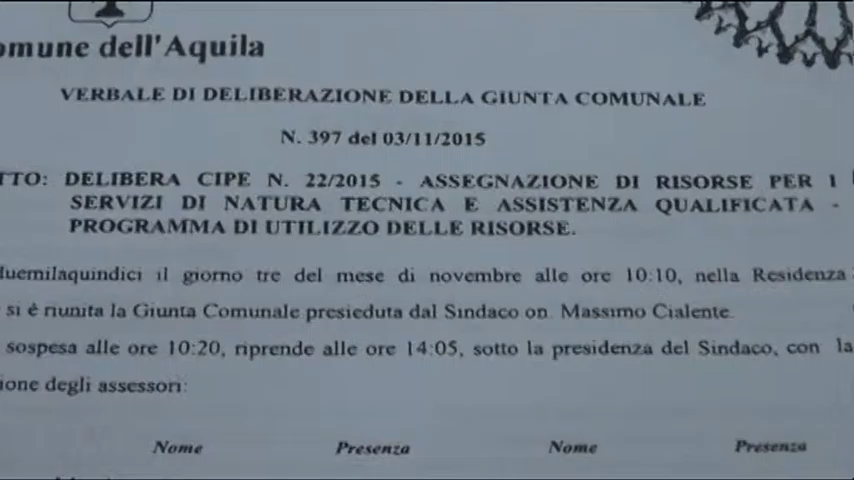 omune dell'Aquila
VERBALE DI DELIBERAZIONE DELLA GIUNTA COMUNALE
N. 397 del 03/11/2015
TTO: DELIBERA CIPE N. 22/2015 - ASSEGNAZIONE DI RISORSE PER I
SERVIZI DI NATURA TECNICA E ASSISTENZA QUALIFICATA -
PROGRAMMA DI UTILIZZO DELLE RISORSE.
duemilaquindici il giorno tre del mese di novembre alle ore 10:10, nella Residenza
si è riunita la Giunta Comunale presieduta dal Sindaco on. Massimo Cialente.
sospesa alle ore 10:20, riprende alle ore 14:05, sotto la presidenza del Sindaco, con la
ione degli assessori:
Nome Presenza Nome Presenza